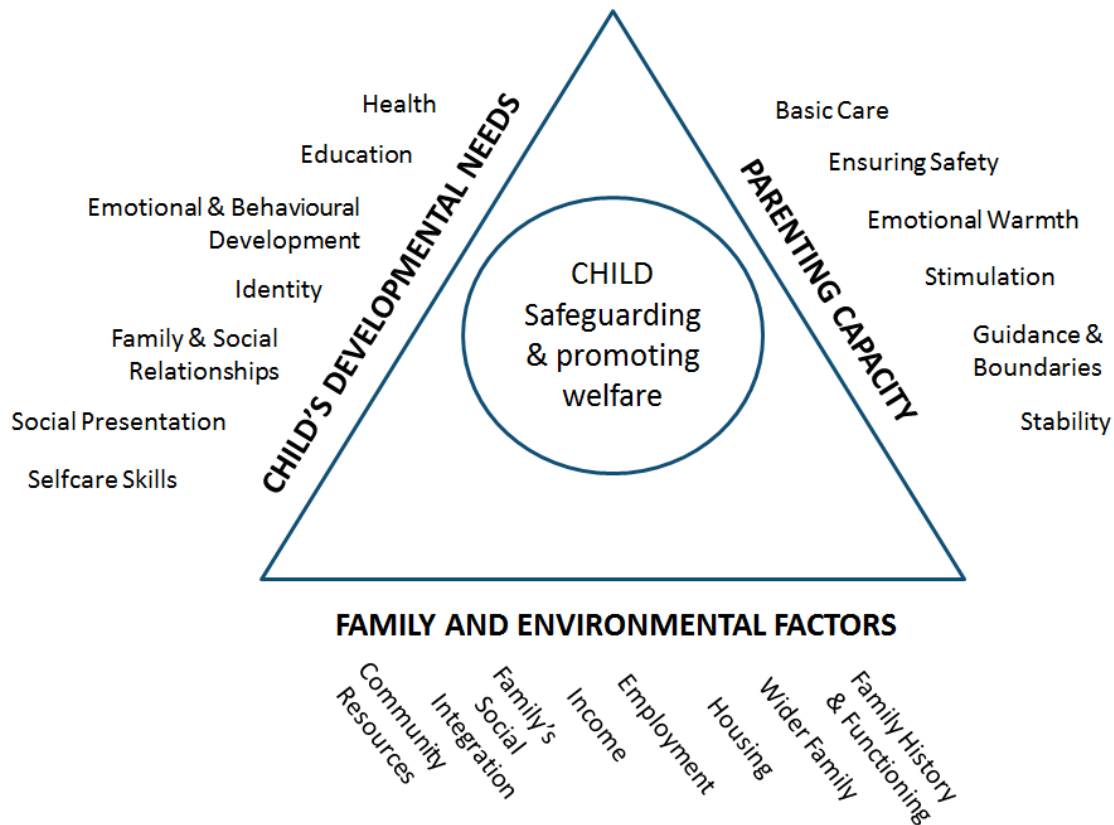 Health
Education
Emotional & Behavioural
Development
Identity
Family & Social
Relationships
Social Presentation
Selfcare Skills
CHILD'S DEVELOPMENTAL NEEDS
CHILD
Safeguarding
& promoting
welfare
PARENTING CAPACITY
Basic Care
Ensuring Safety
Emotional Warmth
Stimulation
Guidance &
Boundaries
Stability
FAMILY AND ENVIRONMENTAL FACTORS
Community
Resources
Family's
Social
Integration
Income
Employment
Housing
Wider Family
Family History
& Functioning